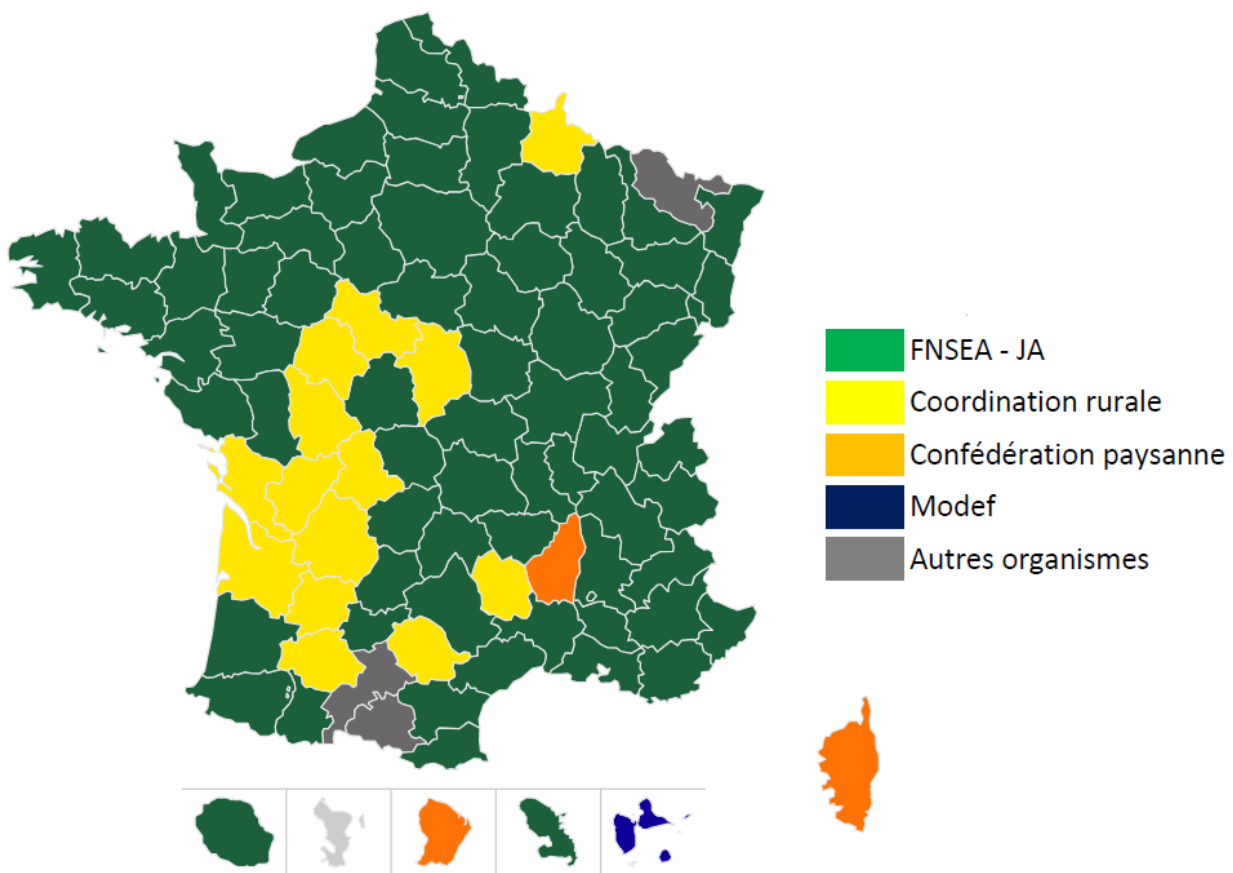 FNSEA - JA
Coordination rurale
Confédération paysanne
Modef
Autres organismes